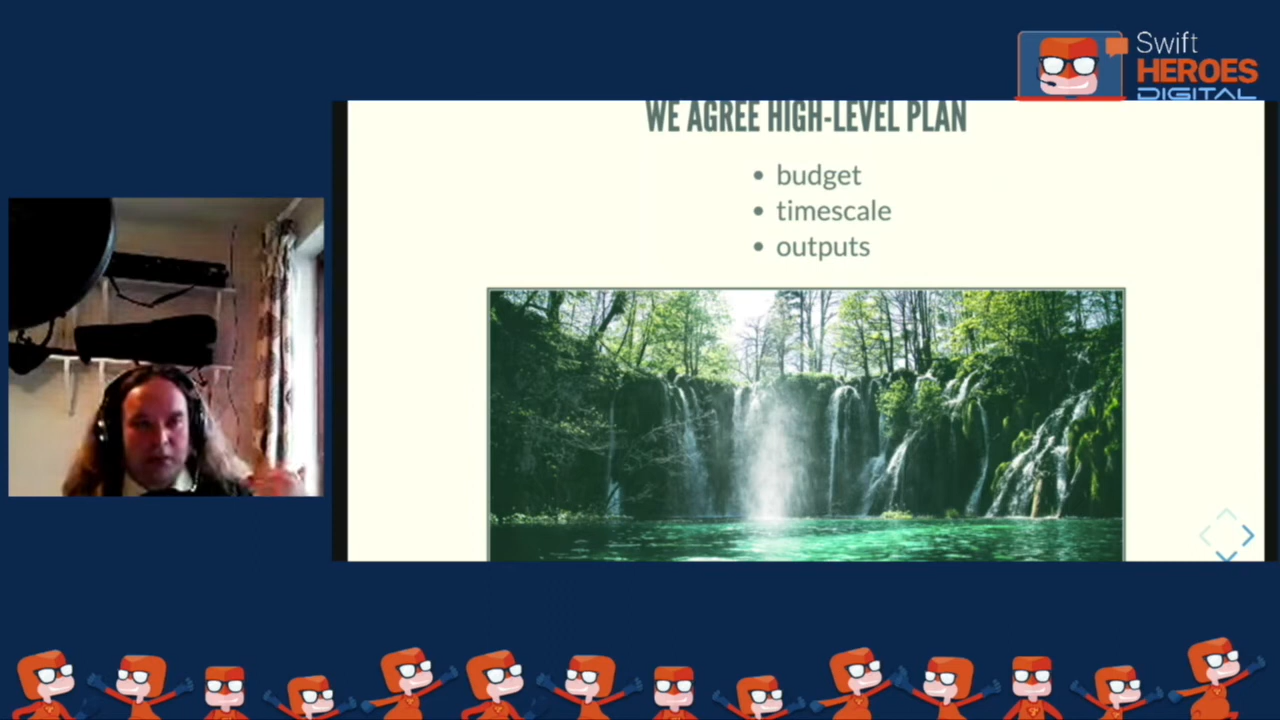 Swift
HEROES
DIGITAL
WE AGREE HIGH-LEVEL PLAN
budget
timescale
outputs